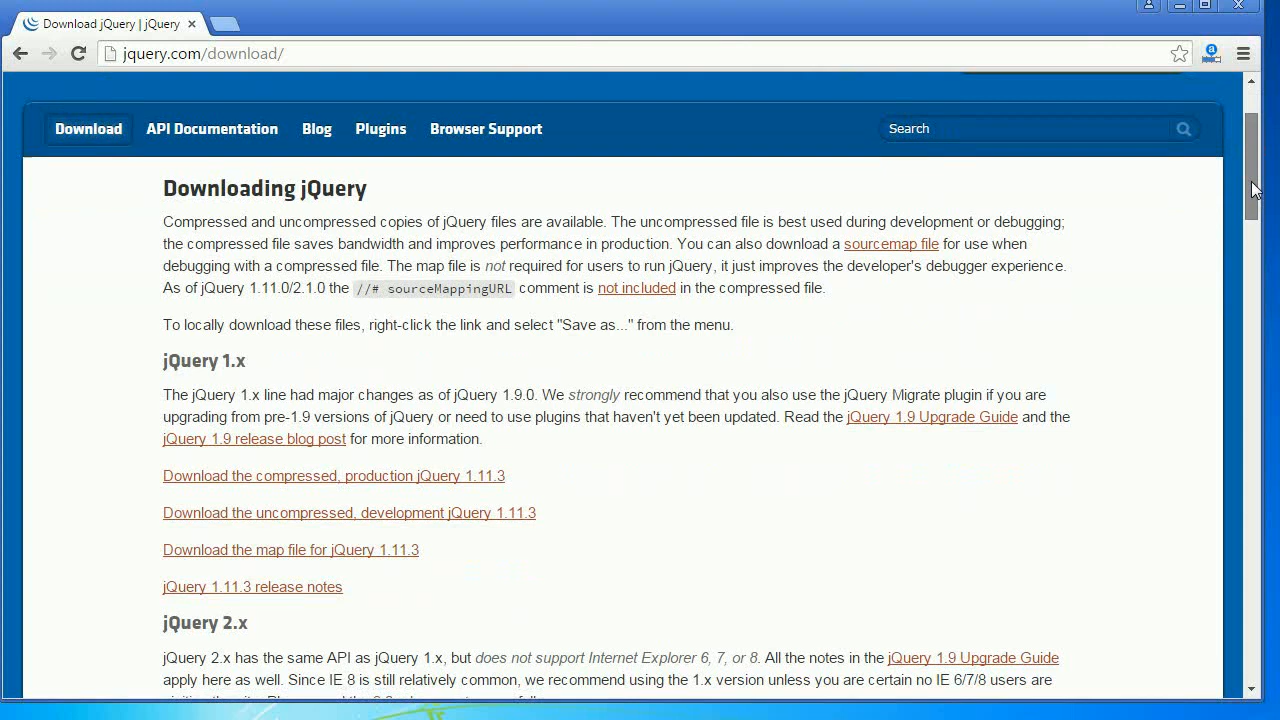 Download jQuery | jQuery
jquery.com/download/
Download API Documentation Blog Plugins Browser Support Search
Downloading jQuery
Compressed and uncompressed copies of jQuery files are available. The uncompressed file is best used during development or debugging;
the compressed file saves bandwidth and improves performance in production. You can also download a sourcemap file for use when
debugging with a compressed file. The map file is not required for users to run jQuery, it just improves the developer's debugger experience.
As of jQuery 1.11.0/2.1.0 the //# sourceMappingURL comment is not included in the compressed file.
To locally download these files, right-click the link and select "Save as..." from the menu.
jQuery 1.x
The jQuery 1.x line had major changes as of jQuery 1.9.0. We strongly recommend that you also use the jQuery Migrate plugin if you are
upgrading from pre-1.9 versions of jQuery or need to use plugins that haven't yet been updated. Read the jQuery 1.9 Upgrade Guide and the
jQuery 1.9 release blog post for more information.
Download the compressed, production jQuery 1.11.3
Download the uncompressed, development jQuery 1.11.3
Download the map file for jQuery 1.11.3
jQuery 1.11.3 release notes
jQuery 2.x
jQuery 2.x has the same API as jQuery 1.x, but does not support Internet Explorer 6, 7, or 8. All the notes in the jQuery 1.9 Upgrade Guide
apply here as well. Since IE 8 is still relatively common, we recommend using the 1.x version unless you are certain no IE 6/7/8 users are